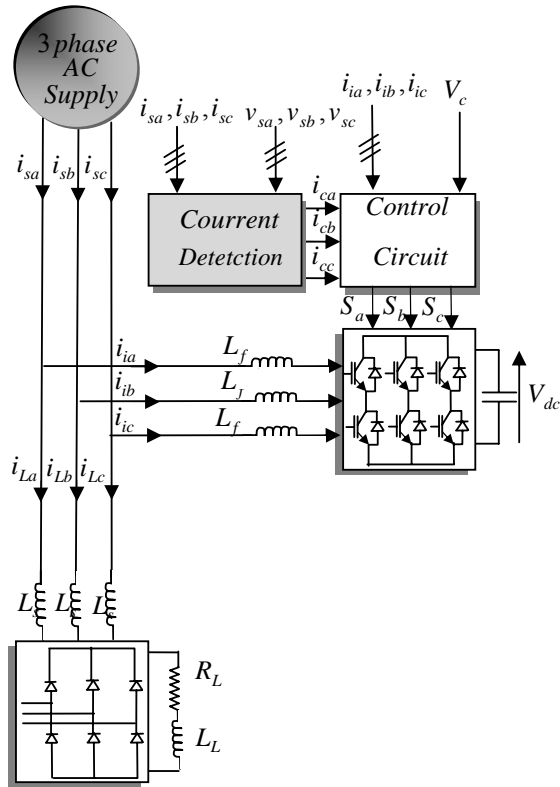 3 phase
AC
Supply
i_sa, i_sb, i_sc
v_sa, v_sb, v_sc
i_ia, i_ib, i_ic
V_c
i_sa
i_sb
i_sc
Courrent
Detetction
i_ca
i_cb
i_cc
Control
Circuit
S_a
S_b
S_c
i_ia
L_f
i_ib
L_J
i_ic
L_f
V_dc
i_La
i_Lb
i_Lc
L
L
L_s
R_L
L_L